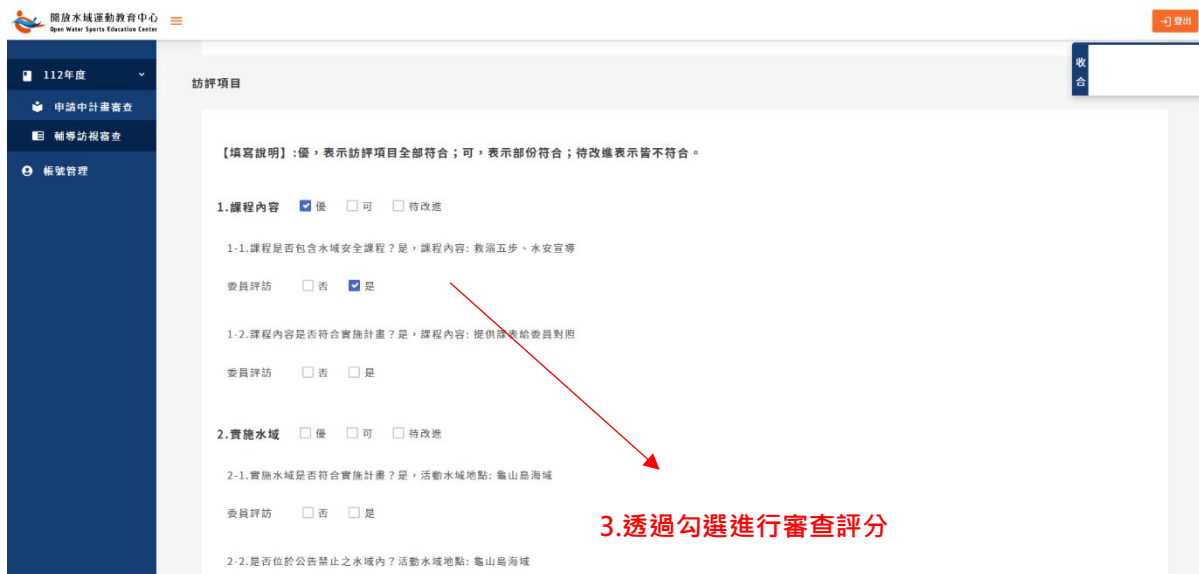 開放水域運動教育中心
Open Water Sports Education Center
登出
112年度
申請中計畫審查
輔導訪視審查
帳號管理
收合
訪評項目
【填寫說明】:優，表示訪評項目全部符合；可，表示部份符合；待改進表示皆不符合。
1.課程內容 優 可 待改進
1-1.課程是否包含水域安全課程？是，課程內容: 救溺五步、水安宣導
委員評訪 否 是
1-2.課程內容是否符合實施計畫？是，課程內容: 提供課表給委員對照
委員評訪 否 是
2.實施水域 優 可 待改進
2-1.實施水域是否符合實施計畫？是，活動水域地點: 龜山島海域
委員評訪 否 是
3.透過勾選進行審查評分
2-2.是否位於公告禁止之水域內？活動水域地點: 龜山島海域